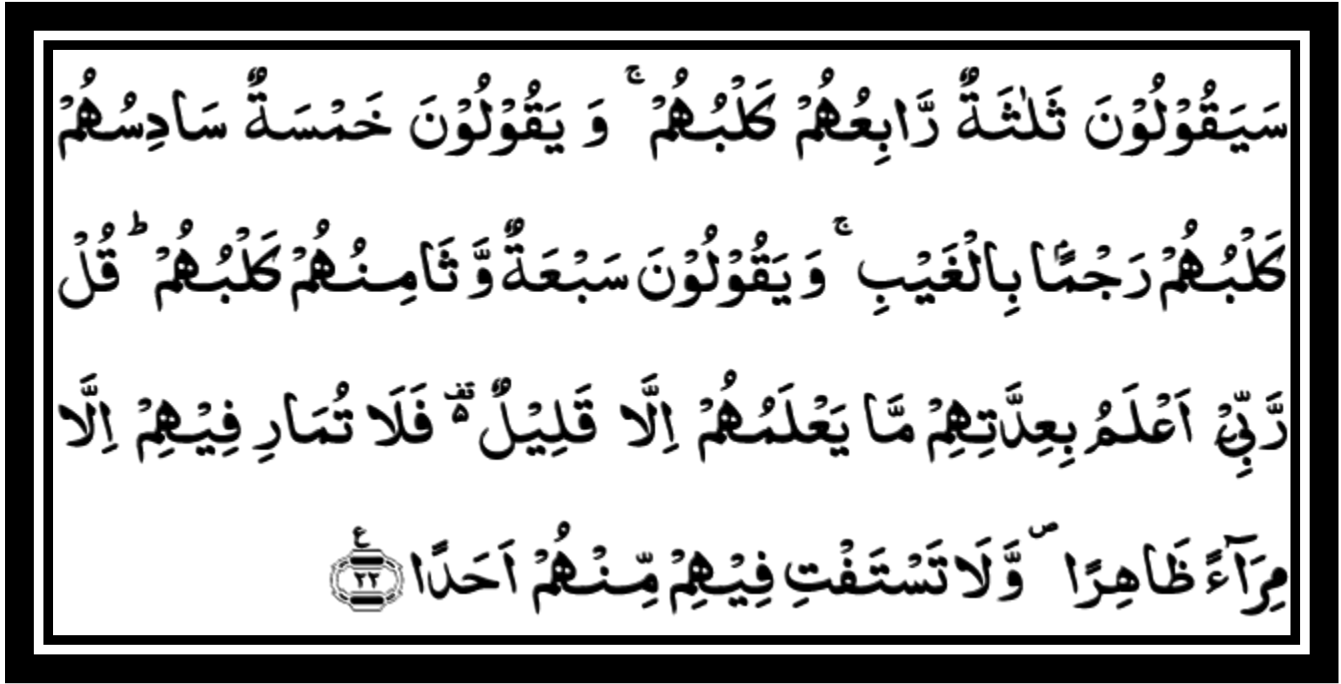 سَيَقُوْلُوْنَ ثَلٰثَةٌ رَّابِعُهُمْ كَلْبُهُمْ ۚ وَ يَقُوْلُوْنَ خَمْسَةٌ سَادِسُهُمْ
كَلْبُهُمْ رَجْمًۢا بِالْغَيْبِ ۚ وَ يَقُوْلُوْنَ سَبْعَةٌ وَّ ثَامِنُهُمْ كَلْبُهُمْ ؕ قُلْ
رَّبِّیْۤ اَعْلَمُ بِعِدَّتِهِمْ مَّا يَعْلَمُهُمْ اِلَّا قَلِيْلٌ ۫۬ فَلَا تُمَارِ فِيْهِمْ اِلَّا
مِرَآءً ظَاهِرًا ۪ وَّ لَا تَسْتَفْتِ فِيْهِمْ مِّنْهُمْ اَحَدًا ۟ع ۲۲